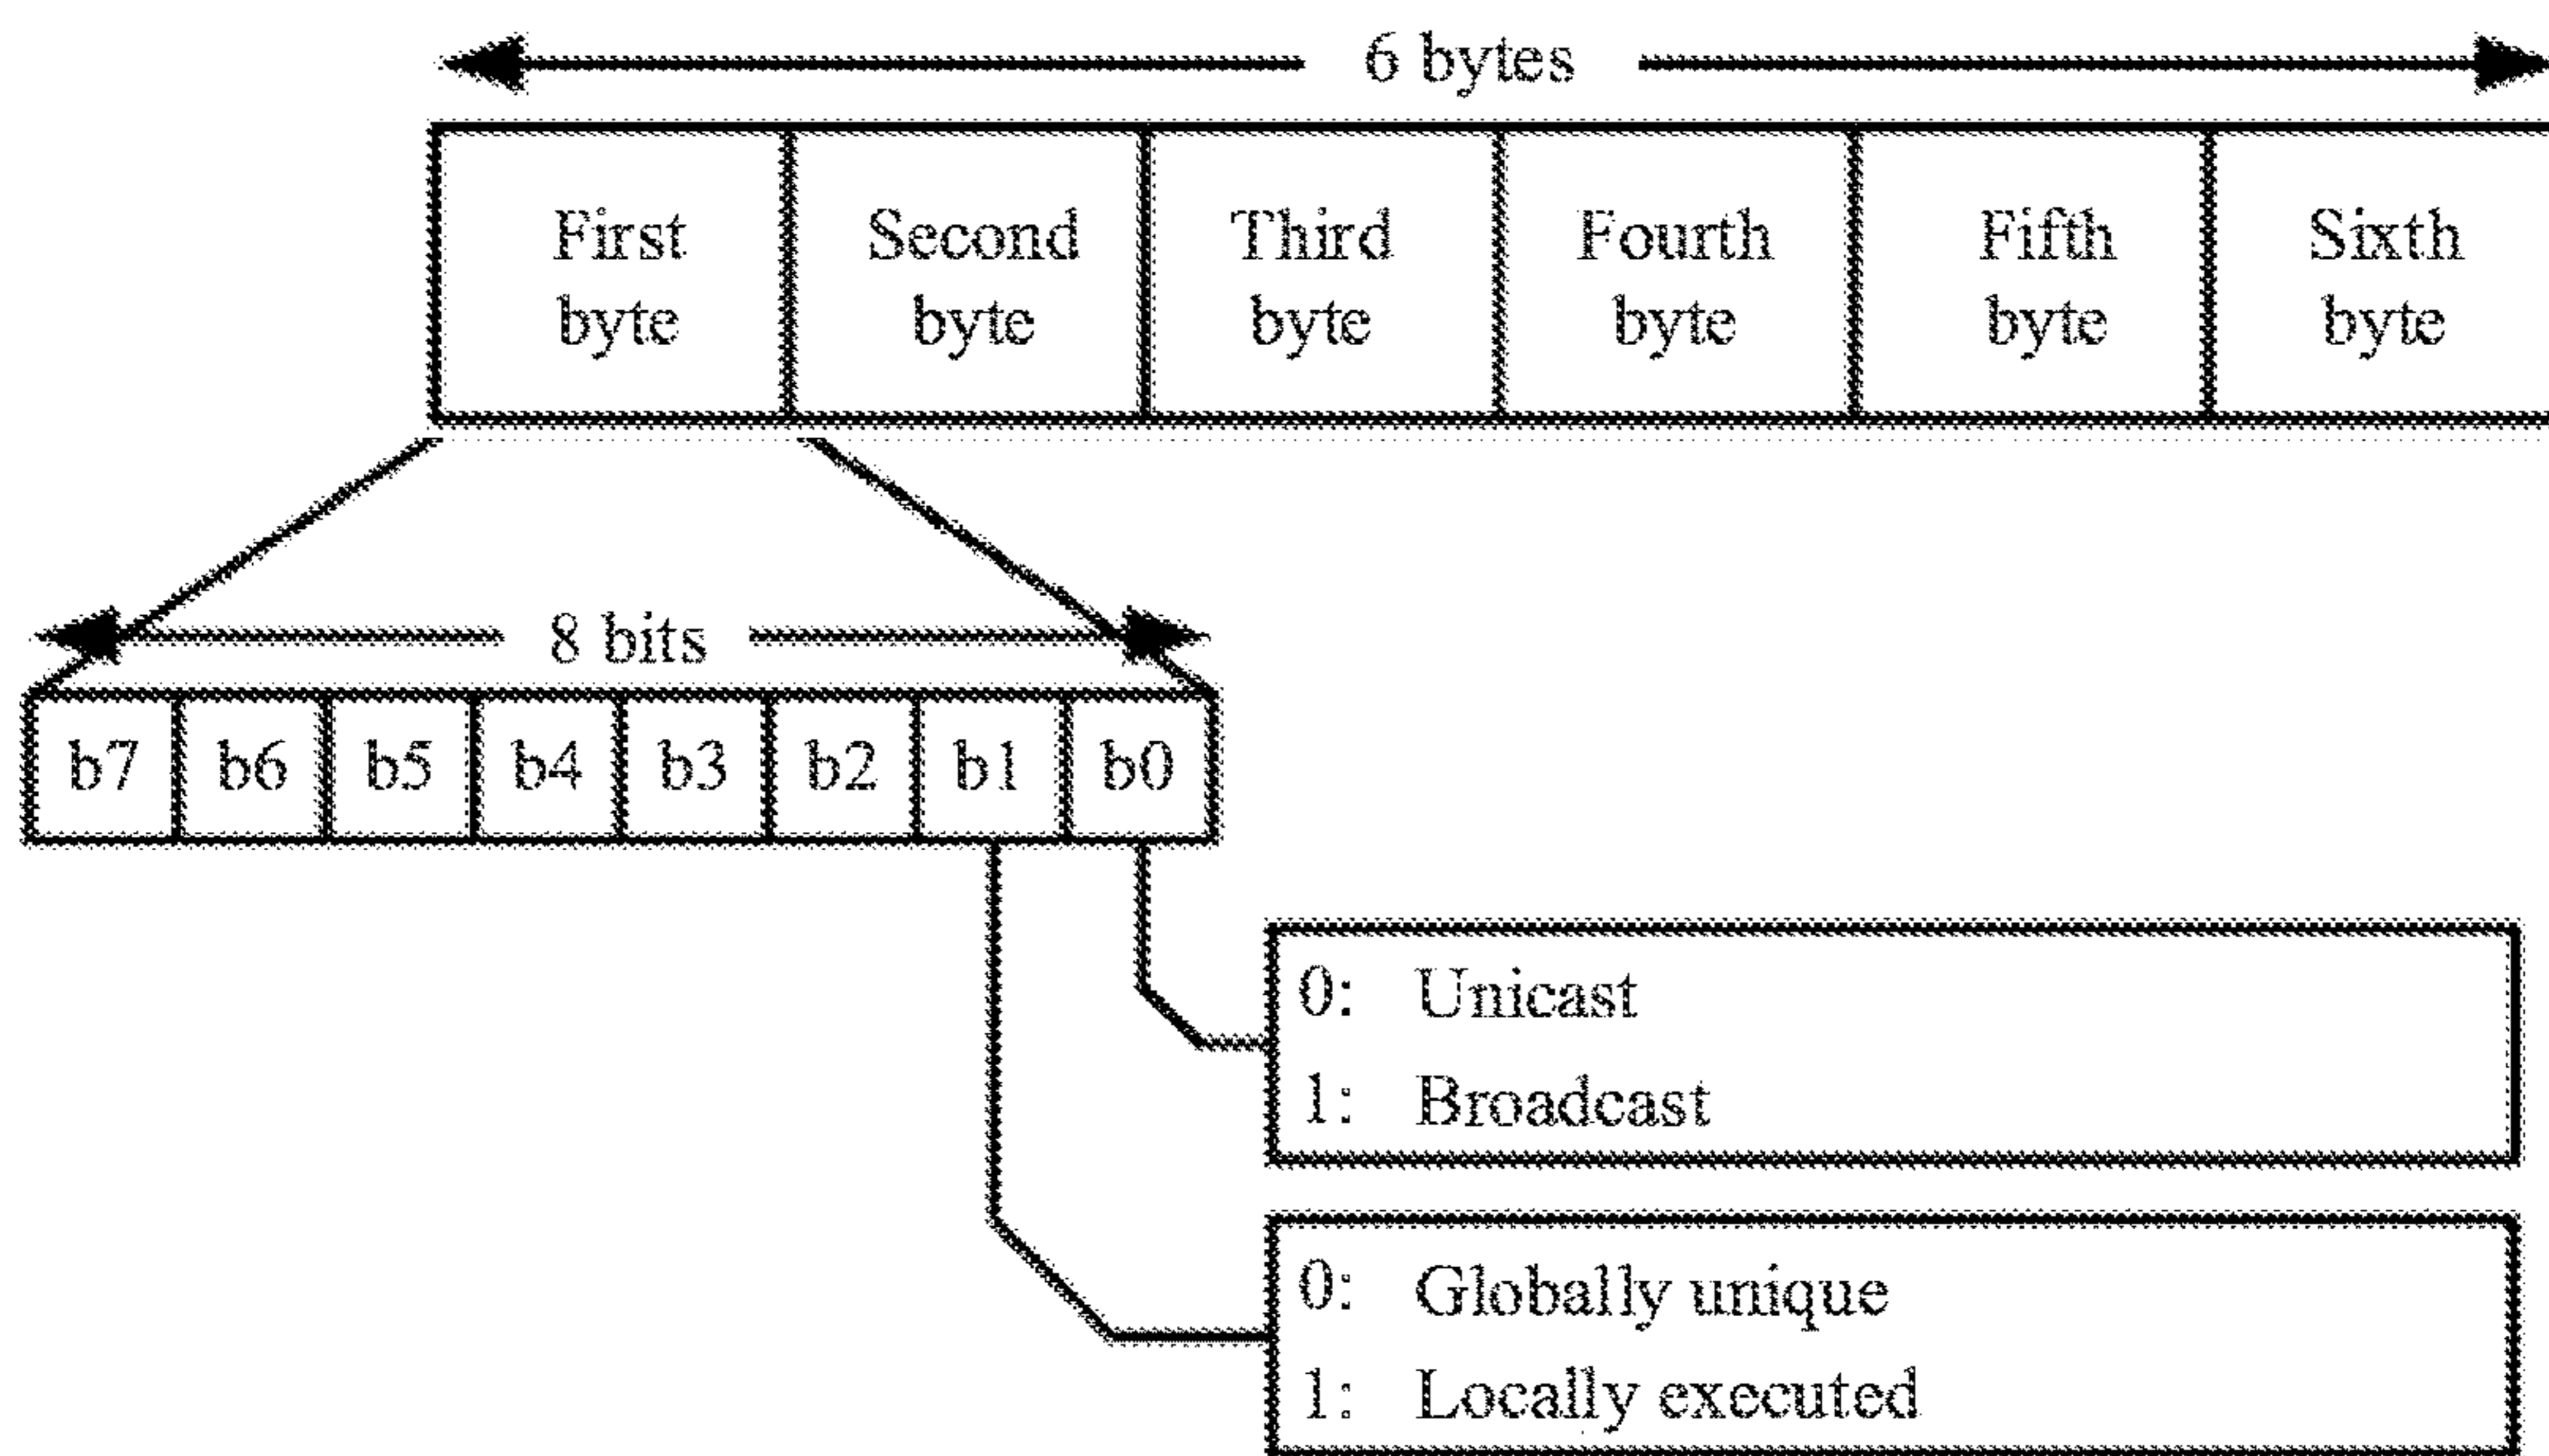 6 bytes
First byte
Second byte
Third byte
Fourth byte
Fifth byte
Sixth byte
8 bits
b7 b6 b5 b4 b3 b2 b1 b0
0: Unicast
1: Broadcast
0: Globally unique
1: Locally executed